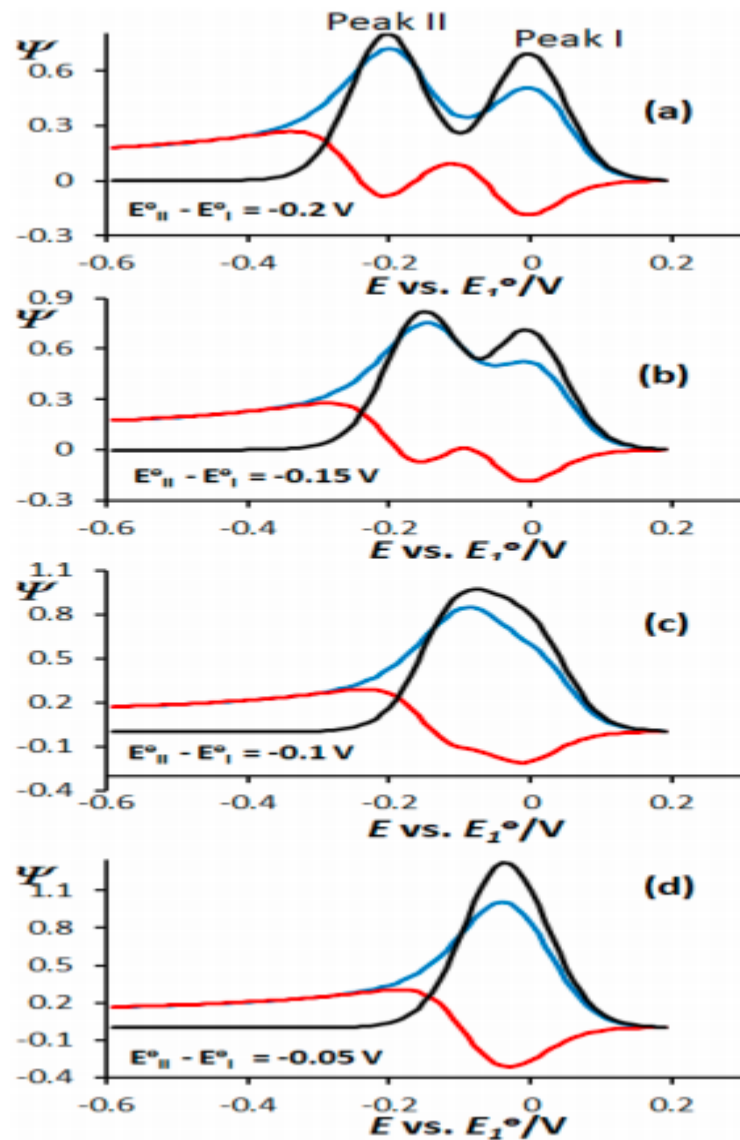 Peak II
Peak I
Ψ
0.6
0.3
0
-0.3
(a)
E°II - E°I = -0.2 V
-0.6 -0.4 -0.2 0 0.2
E vs. E1°/V
0.9
Ψ
0.6
0.3
0
-0.3
(b)
E°II - E°I = -0.15 V
-0.6 -0.4 -0.2 0 0.2
E vs. E1°/V
1.1
Ψ
0.8
0.5
0.2
-0.1
-0.4
(c)
E°II - E°I = -0.1 V
-0.6 -0.4 -0.2 0 0.2
E vs. E1°/V
Ψ
1.1
0.8
0.5
0.2
-0.1
-0.4
(d)
E°II - E°I = -0.05 V
-0.6 -0.4 -0.2 0 0.2
E vs. E1°/V